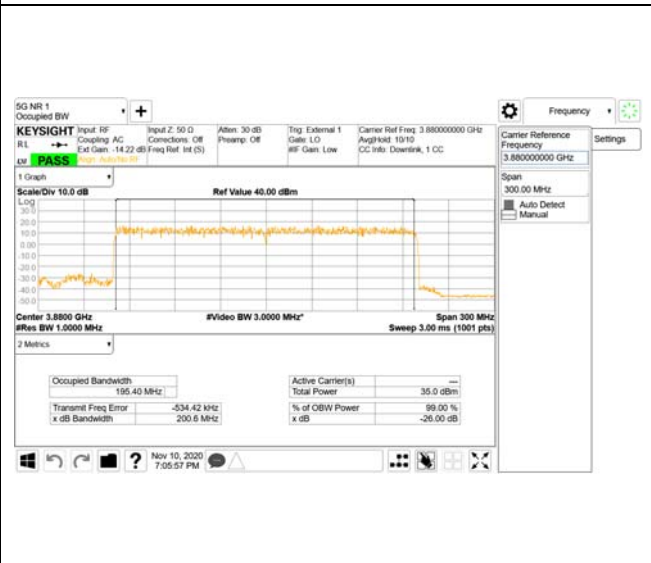 5G NR 1
Occupied BW
Frequency
KEYSIGHT
Input: RF
Coupling: AC
Ext Gain: -14.22 dB
Align: Auto/No RF
Input Z: 50 Ω
Corrections: Off
Freq Ref: Int (S)
Atten: 30 dB
Preamp: Off
Trig: External 1
Gate: LO
#IF Gain: Low
Carrier Ref Freq: 3.880000000 GHz
Avg|Hold: 10/10
CC Info: Downlink, 1 CC
RL
PASS
Carrier Reference
Frequency
3.880000000 GHz
Settings
Span
300.00 MHz
Auto Detect
Manual
1 Graph
Scale/Div 10.0 dB
Ref Value 40.00 dBm
Log
30.0
20.0
10.0
0.00
-10.0
-20.0
-30.0
-40.0
-50.0
Center 3.8800 GHz
#Video BW 3.0000 MHz*
Span 300 MHz
#Res BW 1.0000 MHz
Sweep 3.00 ms (1001 pts)
2 Metrics
Occupied Bandwidth
195.40 MHz
Active Carrier(s)
---
Total Power
35.0 dBm
Transmit Freq Error
-534.42 kHz
% of OBW Power
99.00 %
x dB Bandwidth
200.6 MHz
x dB
-26.00 dB
Nov 10, 2020
7:05:57 PM